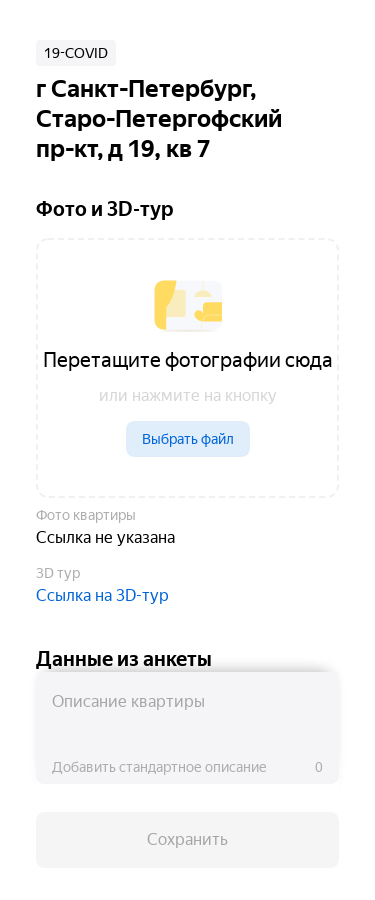 19-COVID
г Санкт-Петербург,
Старо-Петергофский
пр-кт, д 19, кв 7
Фото и 3D-тур
Перетащите фотографии сюда
или нажмите на кнопку
Выбрать файл
Фото квартиры
Ссылка не указана
3D тур
Ссылка на 3D-тур
Данные из анкеты
Описание квартиры
Добавить стандартное описание 0
Сохранить